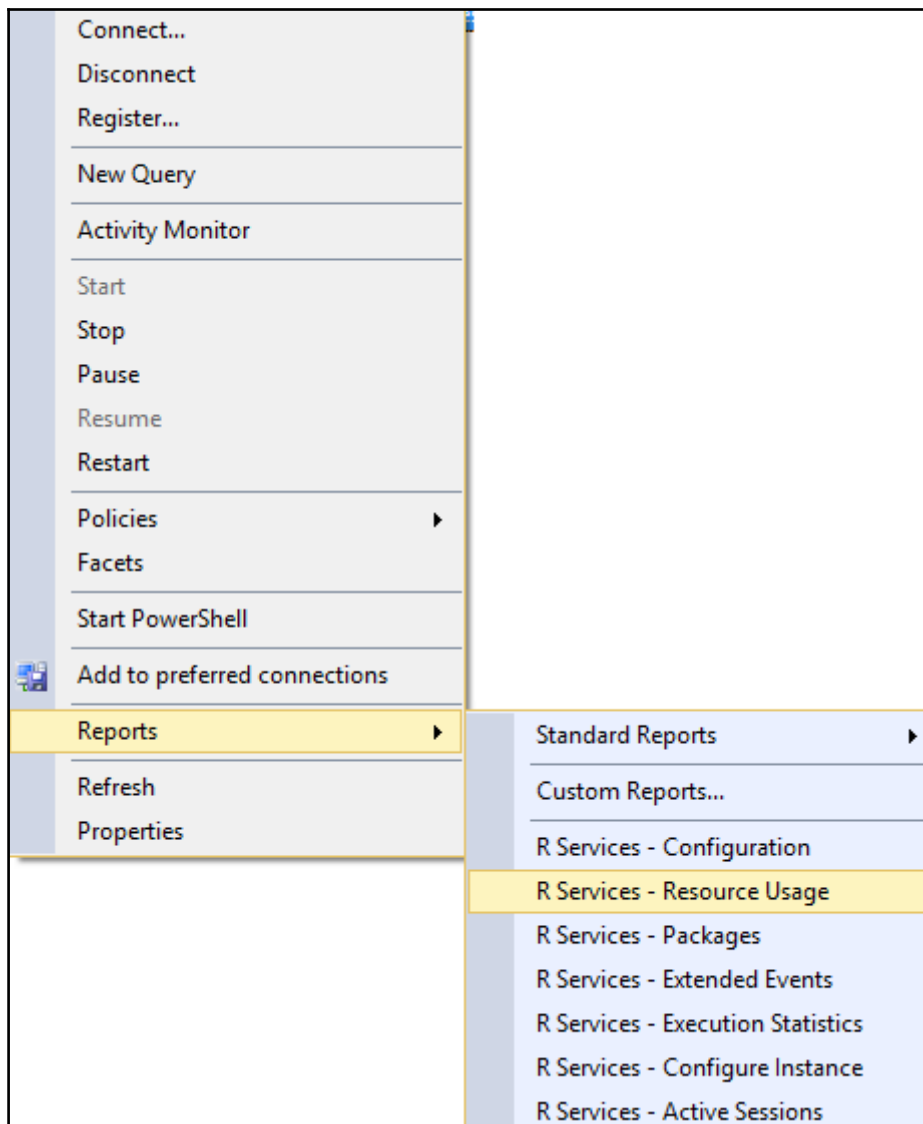 Connect...
Disconnect
Register...
New Query
Activity Monitor
Start
Stop
Pause
Resume
Restart
Policies
Facets
Start PowerShell
Add to preferred connections
Reports
Refresh
Properties
Standard Reports
Custom Reports...
R Services - Configuration
R Services - Resource Usage
R Services - Packages
R Services - Extended Events
R Services - Execution Statistics
R Services - Configure Instance
R Services - Active Sessions